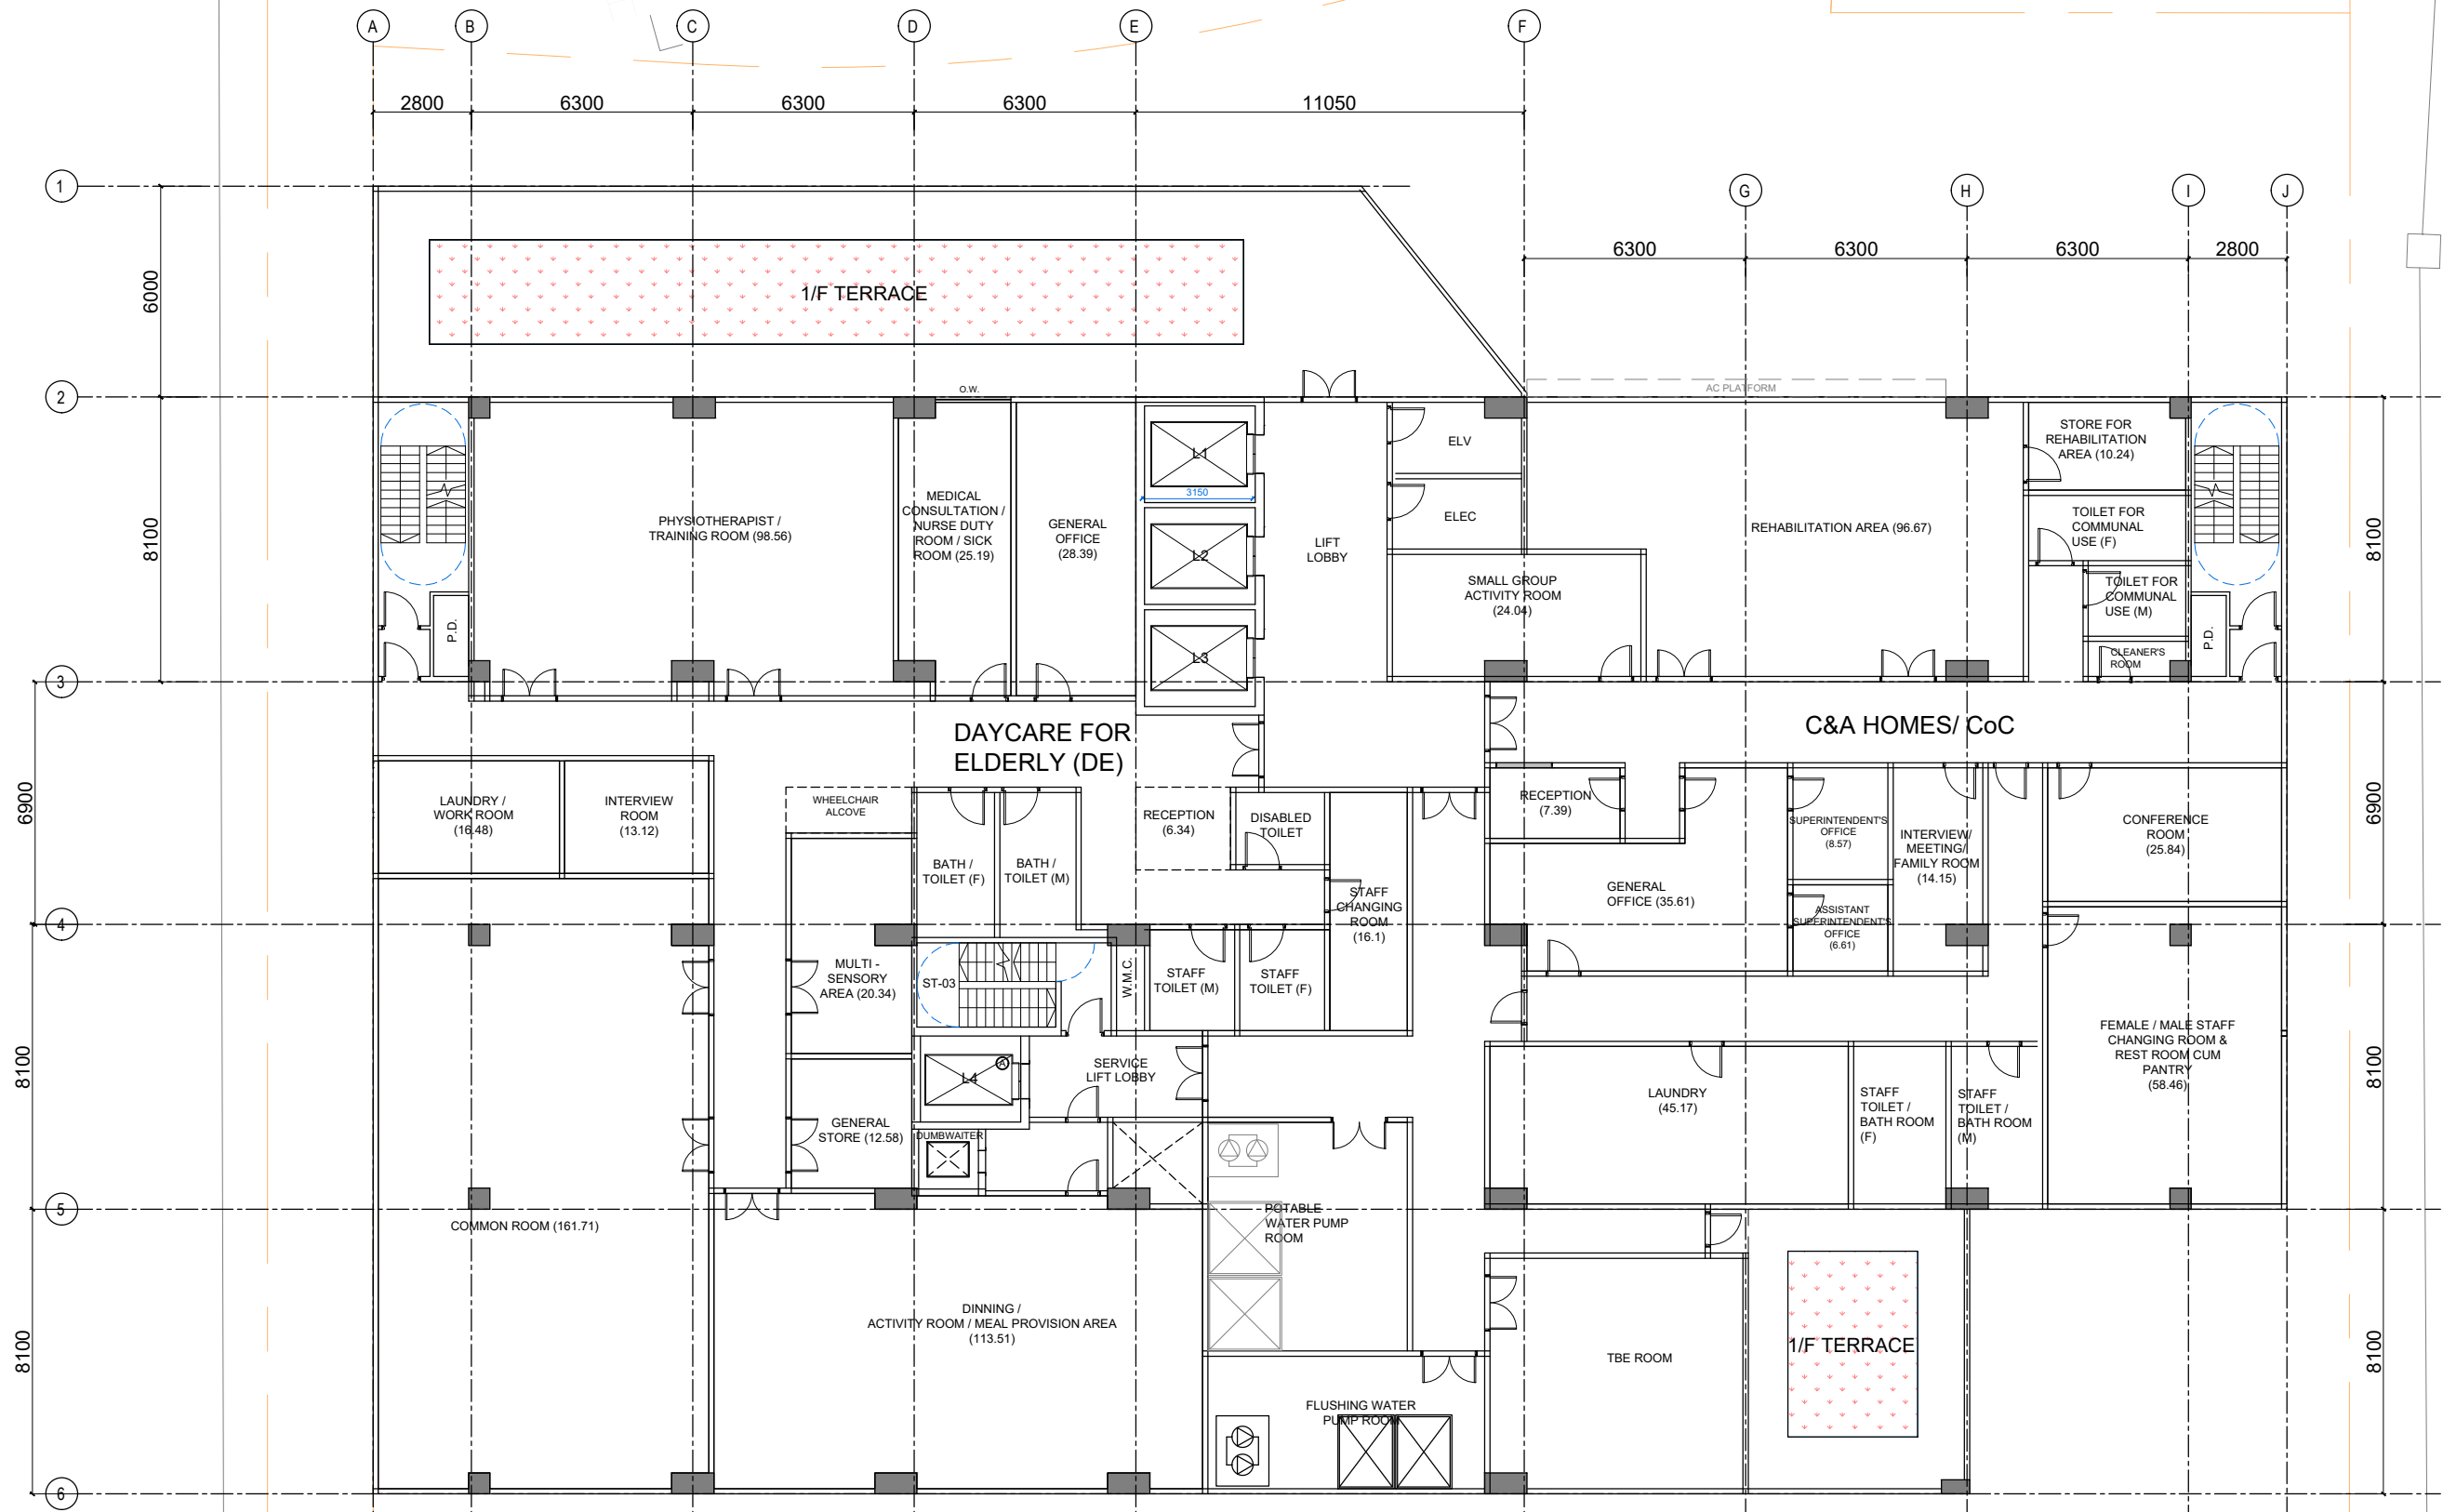 A
B
C
D
E
F
2800
6300
6300
6300
11050
1
G
H
I
J
6300
6300
6300
2800
6000
1/F TERRACE
2
O.W.
AC PLATFORM
8100
8100
PHYSIOTHERAPIST /
TRAINING ROOM (98.56)
MEDICAL
CONSULTATION /
NURSE DUTY
ROOM / SICK
ROOM (25.19)
GENERAL
OFFICE
(28.39)
L1
3150
L2
L3
LIFT
LOBBY
ELV
ELEC
SMALL GROUP
ACTIVITY ROOM
(24.04)
REHABILITATION AREA (96.67)
STORE FOR
REHABILITATION
AREA (10.24)
TOILET FOR
COMMUNAL
USE (F)
TOILET FOR
COMMUNAL
USE (M)
CLEANER'S
ROOM
P.D.
P.D.
3
DAYCARE FOR
ELDERLY (DE)
C&A HOMES/ CoC
6900
6900
LAUNDRY /
WORK ROOM
(16.48)
INTERVIEW
ROOM
(13.12)
WHEELCHAIR
ALCOVE
BATH /
TOILET (F)
BATH /
TOILET (M)
RECEPTION
(6.34)
DISABLED
TOILET
STAFF
CHANGING
ROOM
(16.1)
RECEPTION
(7.39)
GENERAL
OFFICE (35.61)
SUPERINTENDENT'S
OFFICE
(8.57)
ASSISTANT
SUPERINTENDENT'S
OFFICE
(6.61)
INTERVIEW/
MEETING/
FAMILY ROOM
(14.15)
CONFERENCE
ROOM
(25.84)
4
MULTI -
SENSORY
AREA (20.34)
ST-03
W.M.C.
STAFF
TOILET (M)
STAFF
TOILET (F)
8100
8100
L4
A
SERVICE
LIFT LOBBY
GENERAL
STORE (12.58)
DUMBWAITER
LAUNDRY
(45.17)
STAFF
TOILET /
BATH ROOM
(F)
STAFF
TOILET /
BATH ROOM
(M)
FEMALE / MALE STAFF
CHANGING ROOM &
REST ROOM CUM
PANTRY
(58.46)
5
COMMON ROOM (161.71)
POTABLE
WATER PUMP
ROOM
8100
8100
DINNING /
ACTIVITY ROOM / MEAL PROVISION AREA
(113.51)
TBE ROOM
1/F TERRACE
FLUSHING WATER
PUMP ROOM
6